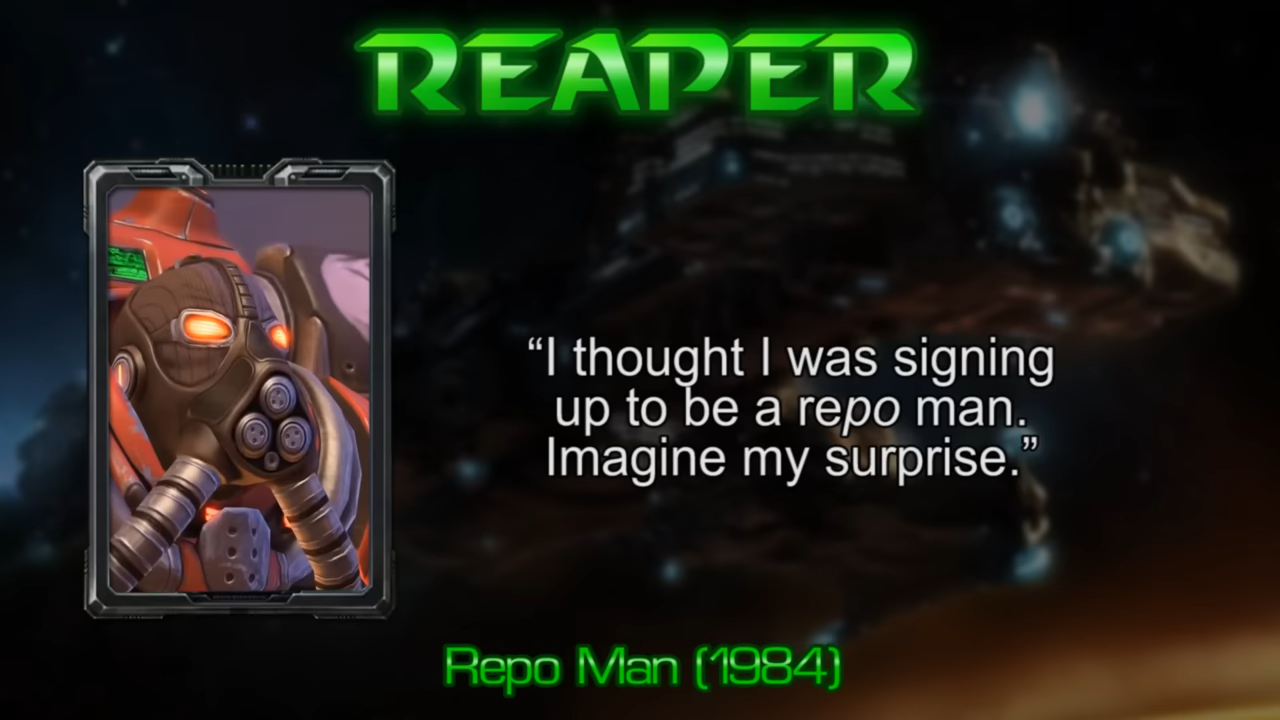 REAPER
“I thought I was signing
up to be a repo man.
Imagine my surprise.”
Repo Man (1984)